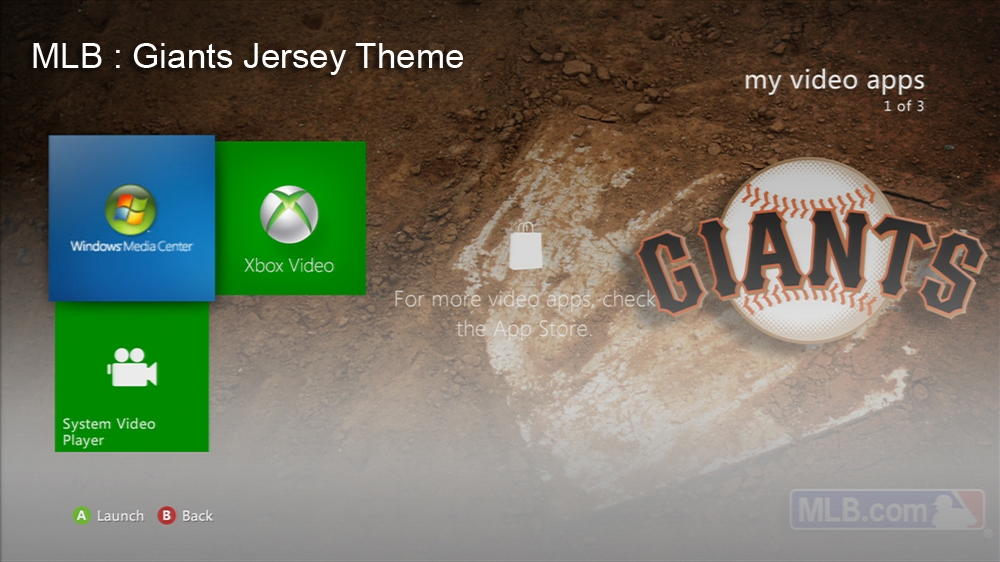 MLB : Giants Jersey Theme
my video apps
1 of 3
Windows Media Center
Xbox Video
For more video apps, check
the App Store.
GIANTS
System Video
Player
A Launch B Back
MLB.com